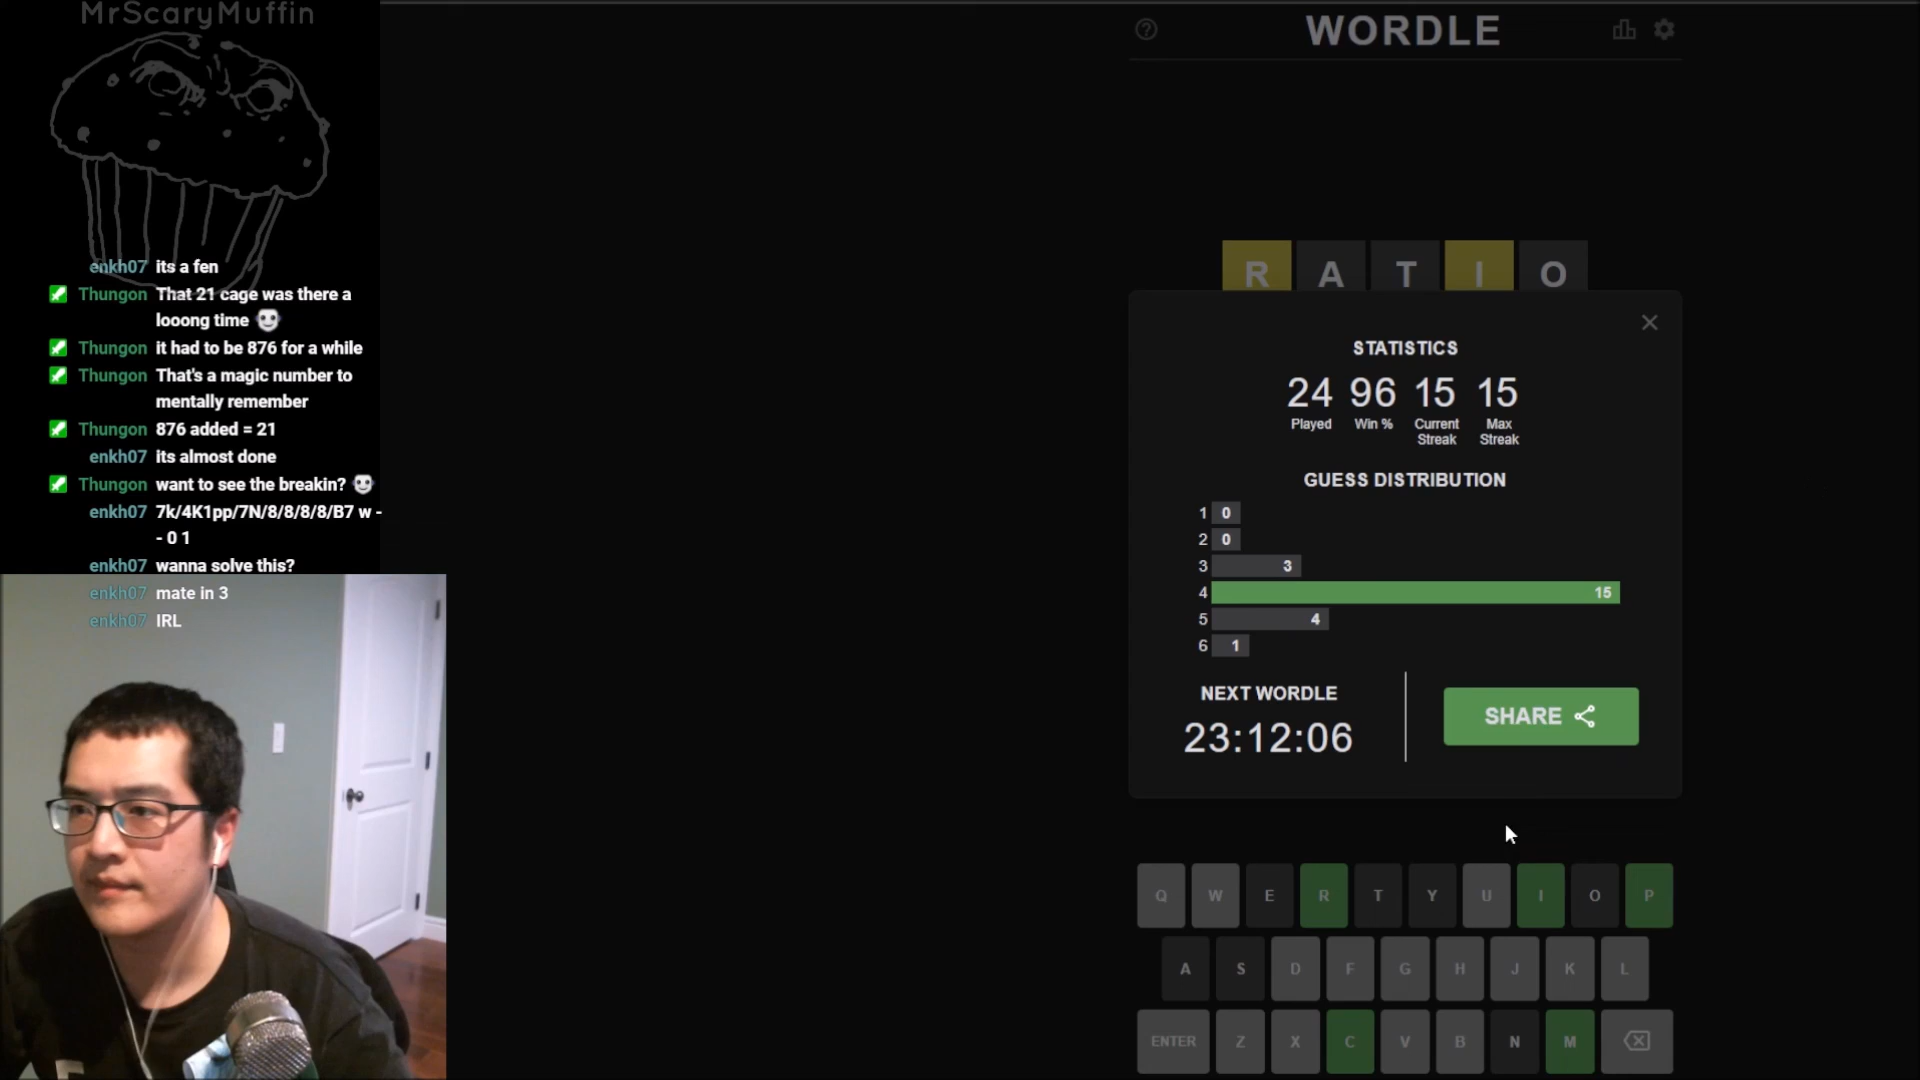 MrScaryMuffin
enkh07 its a fen
Thungon That 21 cage was there a
looong time
Thungon it had to be 876 for a while
Thungon That's a magic number to
mentally remember
Thungon 876 added = 21
enkh07 its almost done
Thungon want to see the breakin?
enkh07 7k/4K1pp/7N/8/8/8/8/B7 w -
- 0 1
enkh07 wanna solve this?
enkh07 mate in 3
enkh07 IRL
WORDLE
R A T I O
STATISTICS
24 96 15 15
Played Win % Current Streak Max Streak
GUESS DISTRIBUTION
1 0
2 0
3 3
4 15
5 4
6 1
NEXT WORDLE
23:12:06
SHARE
Q W E R T Y U I O P
A S D F G H J K L
ENTER Z X C V B N M